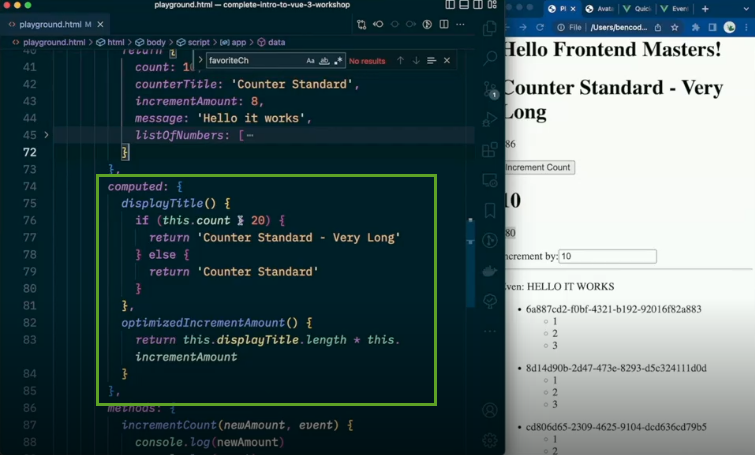 playground.html — complete-intro-to-vue-3-workshop
playground.html M
playground.html > html > body > script > app > data
favoriteCh
Aa
ab
No results
41
42 count: 10
43 counterTitle: 'Counter Standard',
incrementAmount: 8,
44 message: 'Hello it works',
45 listOfNumbers: [
72 }
73 },
74 computed: {
75 displayTitle() {
76 if (this.count > 20) {
77 return 'Counter Standard - Very Long'
78 } else {
79 return 'Counter Standard'
80 }
81 },
82 optimizedIncrementAmount() {
83 return this.displayTitle.length * this.
incrementAmount
84 }
85 },
86 methods: {
87 incrementCount(newAmount, event) {
88 console.log(newAmount)
Avata
Quick
Even
File
/Users/bencod...
Hello Frontend Masters!
Counter Standard - Very
Long
86
Increment Count
10
80
ncrement by: 10
Even: HELLO IT WORKS
6a887cd2-f0bf-4321-b192-92016f82a883
1
2
3
8d14d90b-2d47-473e-8293-d5c324111d0d
1
2
3
cd806d65-2309-4625-9104-dcd636cd79b5
1
2